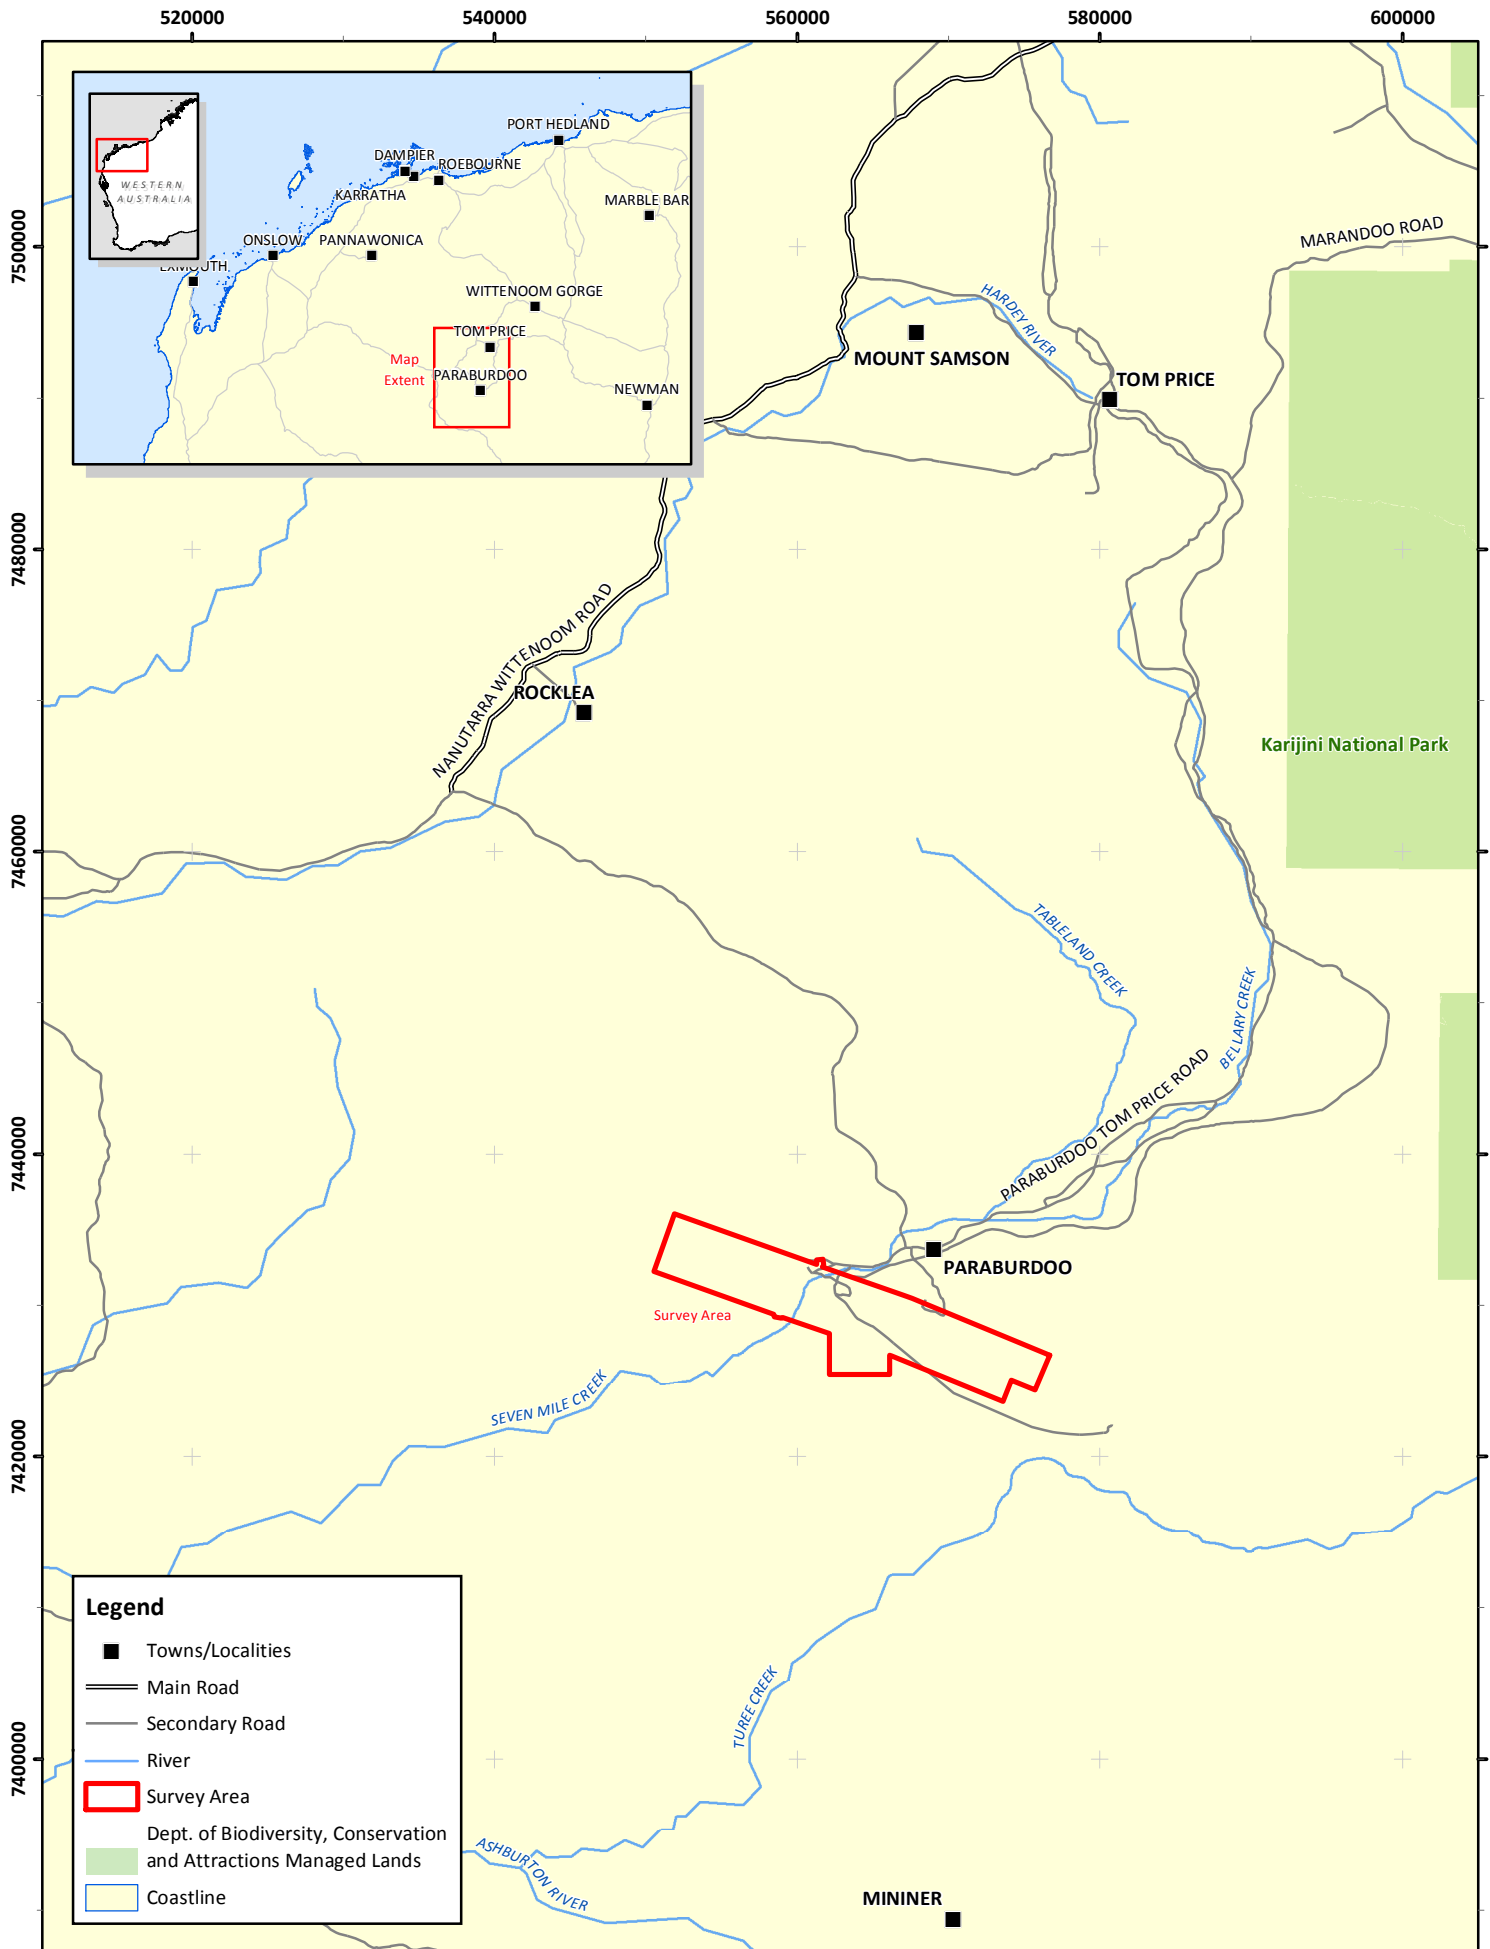 520000
540000
560000
580000
600000
7500000
7480000
7460000
7440000
7420000
7400000
WESTERN
AUSTRALIA
PORT HEDLAND
DAMPIER
ROEBOURNE
KARRATHA
MARBLE BAR
ONSLOW
PANNAWONICA
EXMOUTH
WITTENOOM GORGE
TOM PRICE
Map
Extent
PARABURDOO
NEWMAN
MARANDOO ROAD
HARDEY RIVER
MOUNT SAMSON
TOM PRICE
NANUTARRA WITTENOOM ROAD
ROCKLEA
Karijini National Park
TABLELAND CREEK
BELLARY CREEK
PARABURDOO TOM PRICE ROAD
PARABURDOO
Survey Area
SEVEN MILE CREEK
TUREE CREEK
ASHBURTON RIVER
MININER
Legend
Towns/Localities
Main Road
Secondary Road
River
Survey Area
Dept. of Biodiversity, Conservation
and Attractions Managed Lands
Coastline